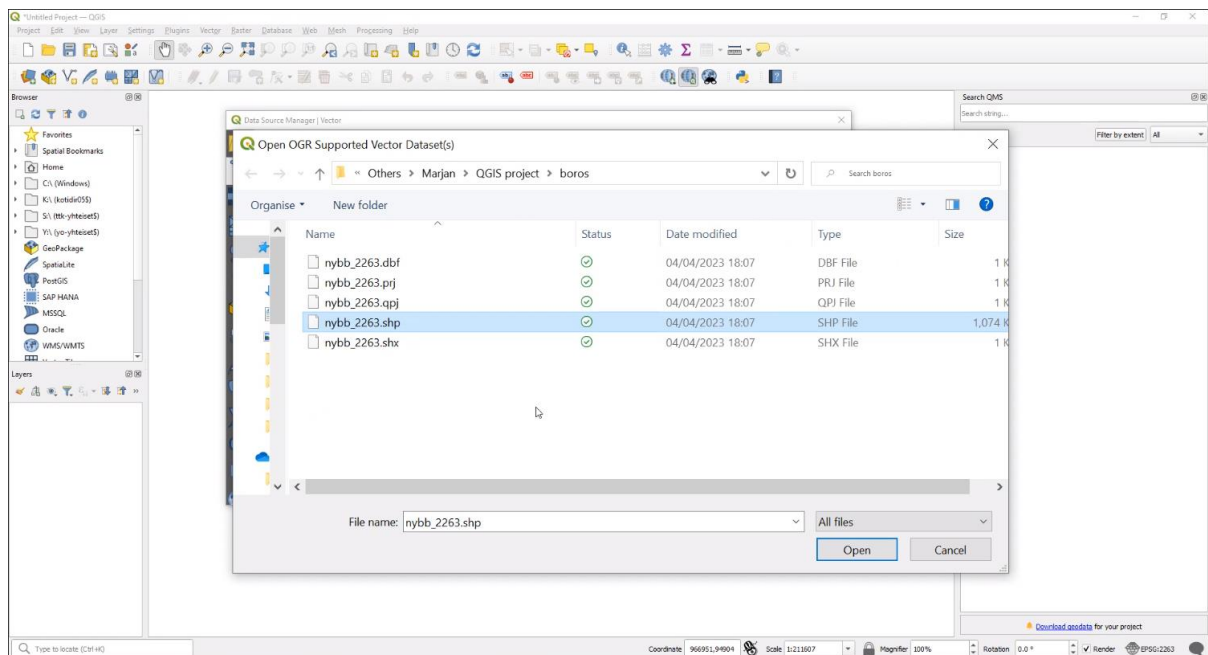 *Untitled Project — QGIS
Project Edit View Layer Settings Plugins Vector Raster Database Web Mesh Processing Help
Browser
Favorites
Spatial Bookmarks
Home
C:\ (Windows)
K:\ (kotidir05$)
S:\ (ttk-yhteiset$)
Y:\ (yo-yhteiset$)
GeoPackage
SpatiaLite
PostGIS
SAP HANA
MSSQL
Oracle
WMS/WMTS
Layers
Data Source Manager | Vector
Open OGR Supported Vector Dataset(s)
« Others > Marjan > QGIS project > boros
Search boros
Organise New folder
Name Status Date modified Type Size
nybb_2263.dbf 04/04/2023 18:07 DBF File 1 K
nybb_2263.prj 04/04/2023 18:07 PRJ File 1 K
nybb_2263.qpj 04/04/2023 18:07 QPJ File 1 K
nybb_2263.shp 04/04/2023 18:07 SHP File 1,074 K
nybb_2263.shx 04/04/2023 18:07 SHX File 1 K
File name: nybb_2263.shp
All files
Open Cancel
Search QMS
Search string...
Filter by extent All
Download geodata for your project
Type to locate (Ctrl+K)
Coordinate 966951,94904 Scale 1:211607 Magnifier 100% Rotation 0.0 ° Render EPSG:2263